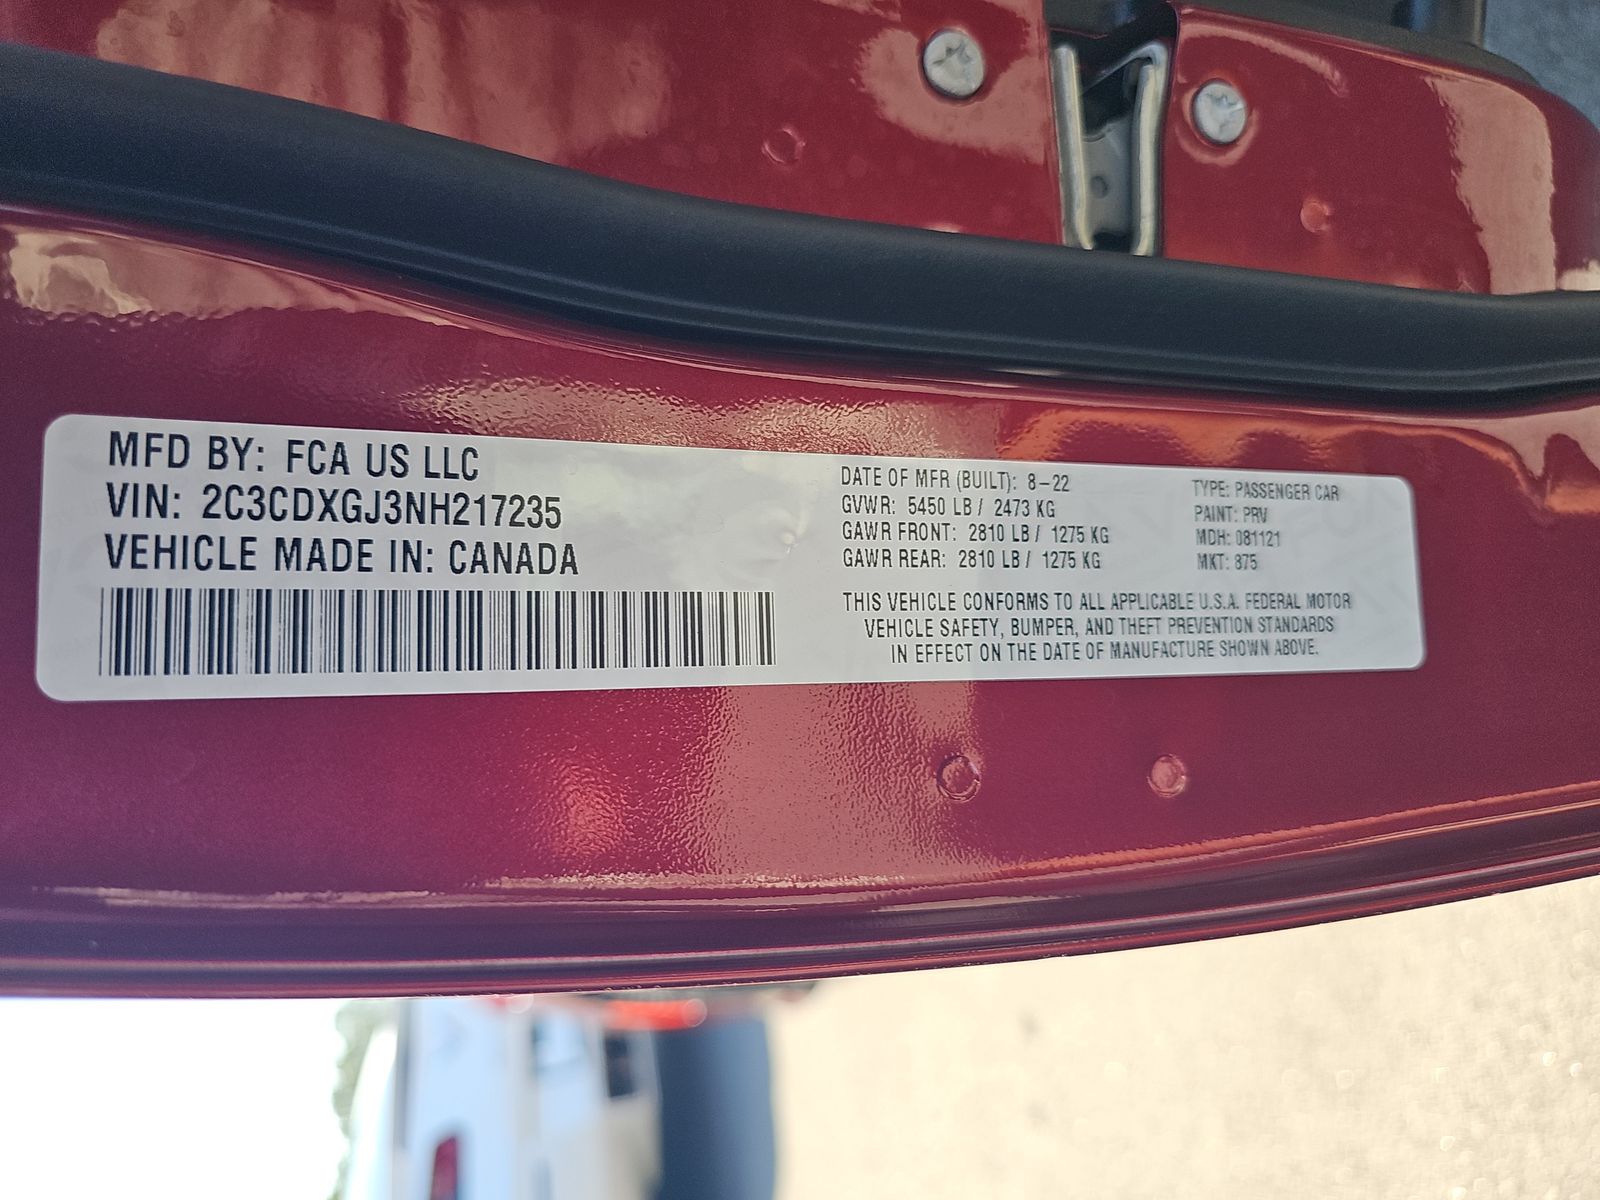 MFD BY: FCA US LLC
VIN: 2C3CDXGJ3NH217235
VEHICLE MADE IN: CANADA
DATE OF MFR (BUILT): 8-22
GVWR: 5450 LB / 2473 KG
GAWR FRONT: 2810 LB / 1275 KG
GAWR REAR: 2810 LB / 1275 KG
TYPE: PASSENGER CAR
PAINT: PRV
MDH: 081121
MKT: 875
THIS VEHICLE CONFORMS TO ALL APPLICABLE U.S.A. FEDERAL MOTOR
VEHICLE SAFETY, BUMPER, AND THEFT PREVENTION STANDARDS
IN EFFECT ON THE DATE OF MANUFACTURE SHOWN ABOVE.